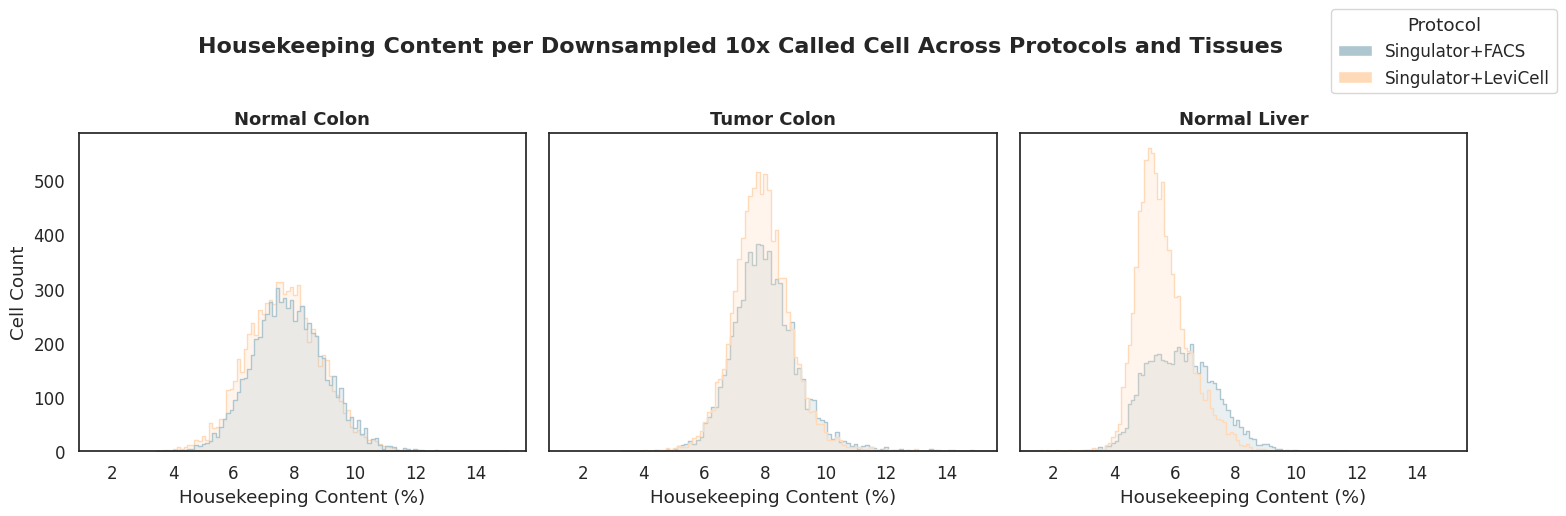 Housekeeping Content per Downsampled 10x Called Cell Across Protocols and Tissues
Protocol
Singulator+FACS
Singulator+LeviCell
Normal Colon
Tumor Colon
Normal Liver
Cell Count
500
400
300
200
100
0
2 4 6 8 10 12 14
2 4 6 8 10 12 14
2 4 6 8 10 12 14
Housekeeping Content (%)
Housekeeping Content (%)
Housekeeping Content (%)